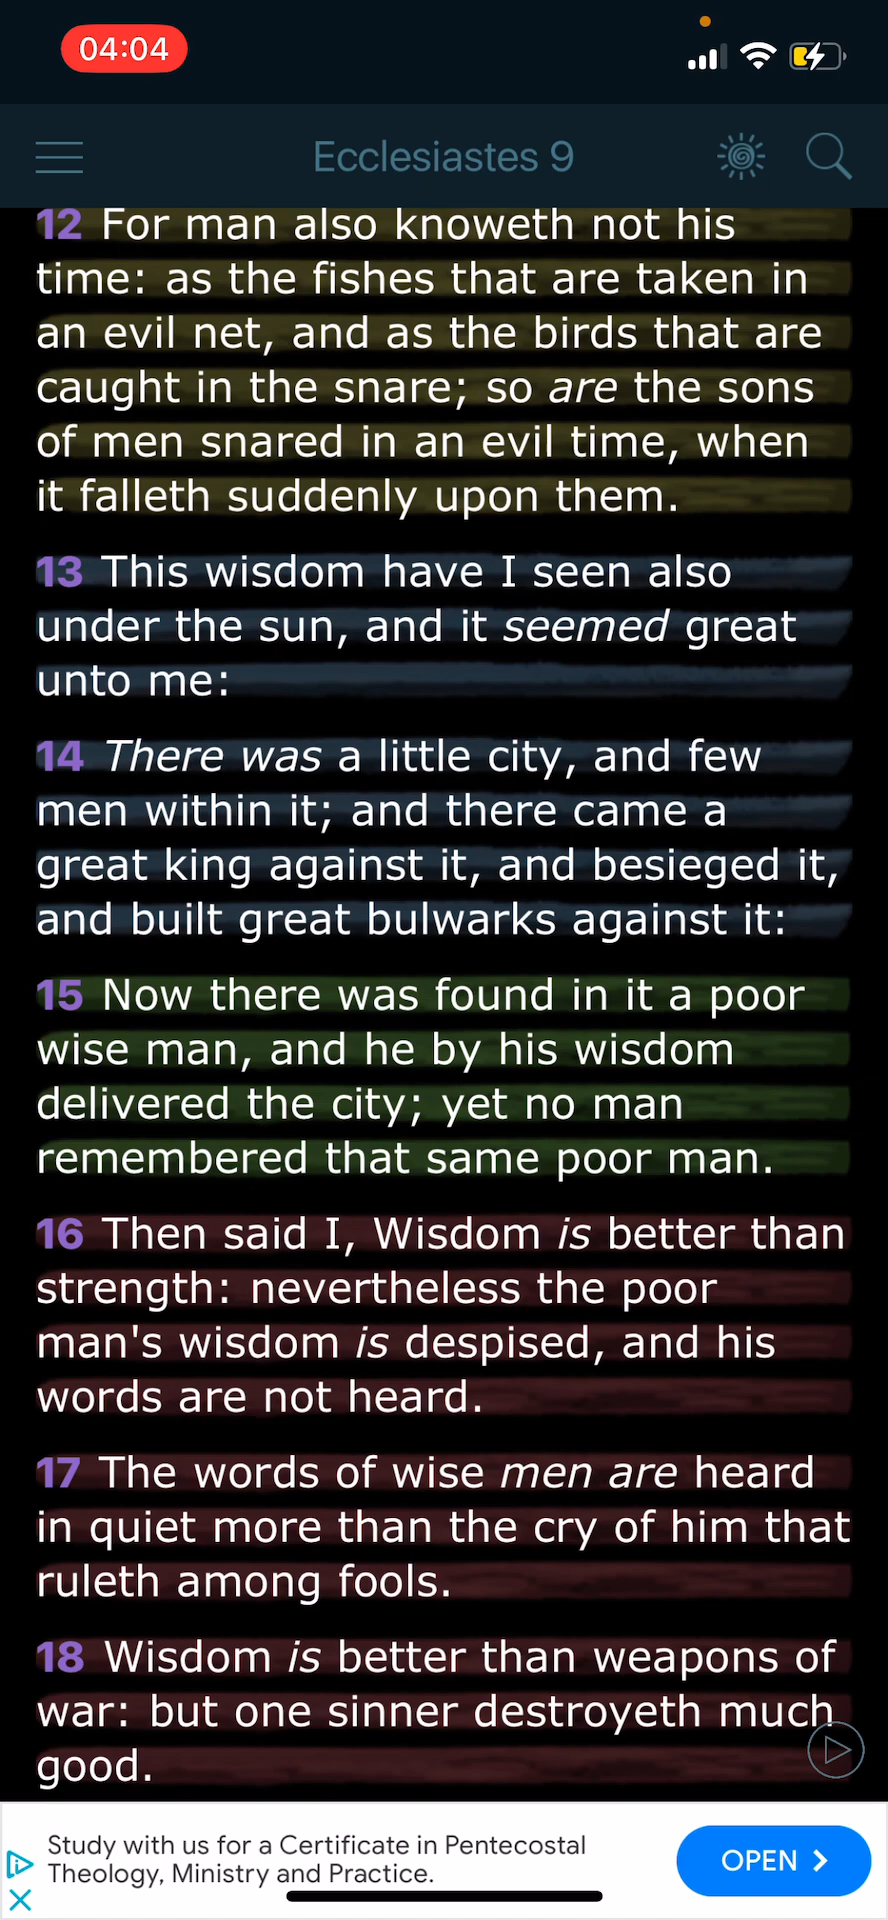 04:04
Ecclesiastes 9
12 For man also knoweth not his
time: as the fishes that are taken in
an evil net, and as the birds that are
caught in the snare; so are the sons
of men snared in an evil time, when
it falleth suddenly upon them.
13 This wisdom have I seen also
under the sun, and it seemed great
unto me:
14 There was a little city, and few
men within it; and there came a
great king against it, and besieged it,
and built great bulwarks against it:
15 Now there was found in it a poor
wise man, and he by his wisdom
delivered the city; yet no man
remembered that same poor man.
16 Then said I, Wisdom is better than
strength: nevertheless the poor
man's wisdom is despised, and his
words are not heard.
17 The words of wise men are heard
in quiet more than the cry of him that
ruleth among fools.
18 Wisdom is better than weapons of
war: but one sinner destroyeth much
good.
Study with us for a Certificate in Pentecostal
Theology, Ministry and Practice.
OPEN